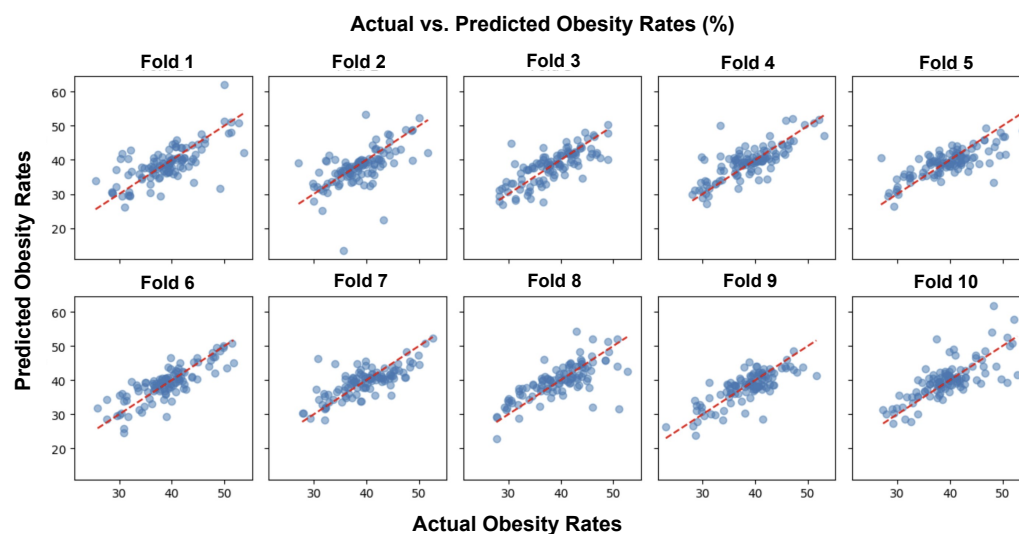 Actual vs. Predicted Obesity Rates (%)
Fold 1 Fold 2 Fold 3 Fold 4 Fold 5
60
50
40
30
20
Fold 6 Fold 7 Fold 8 Fold 9 Fold 10
60
50
40
30
20
30 40 50 30 40 50 30 40 50 30 40 50 30 40 50
Predicted Obesity Rates
Actual Obesity Rates